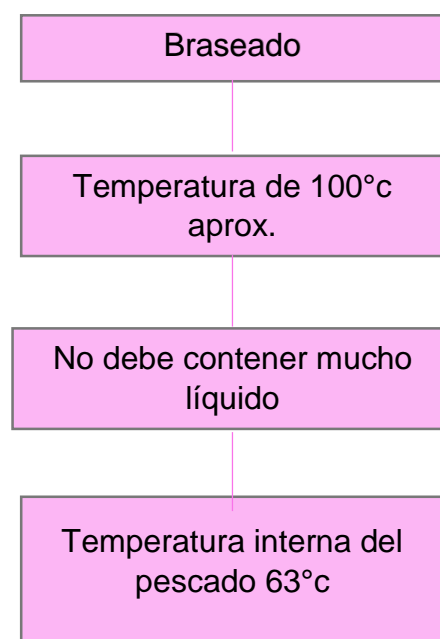 Braseado
Temperatura de 100°c
aprox.
No debe contener mucho
líquido
Temperatura interna del
pescado 63°c